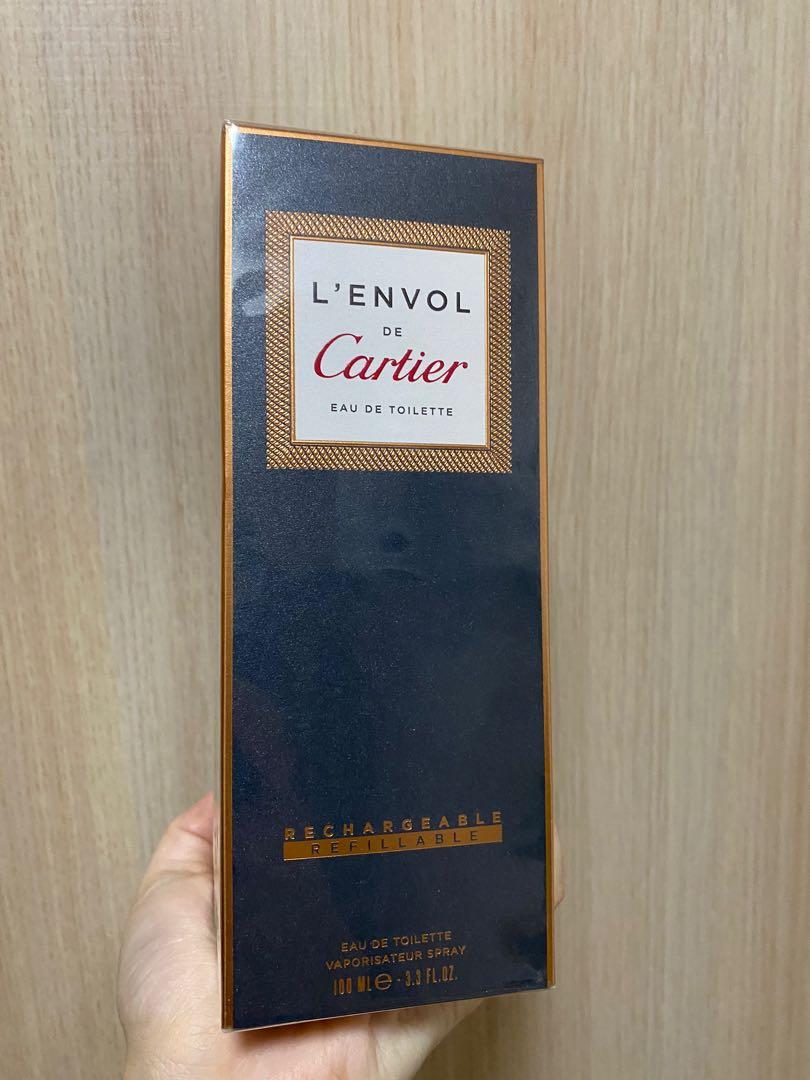 L'ENVOL
DE
Cartier
EAU DE TOILETTE
RECHARGEABLE
REFILLABLE
EAU DE TOILETTE
VAPORISATEUR SPRAY
100 ML ℮ - 3.3 FL.OZ.